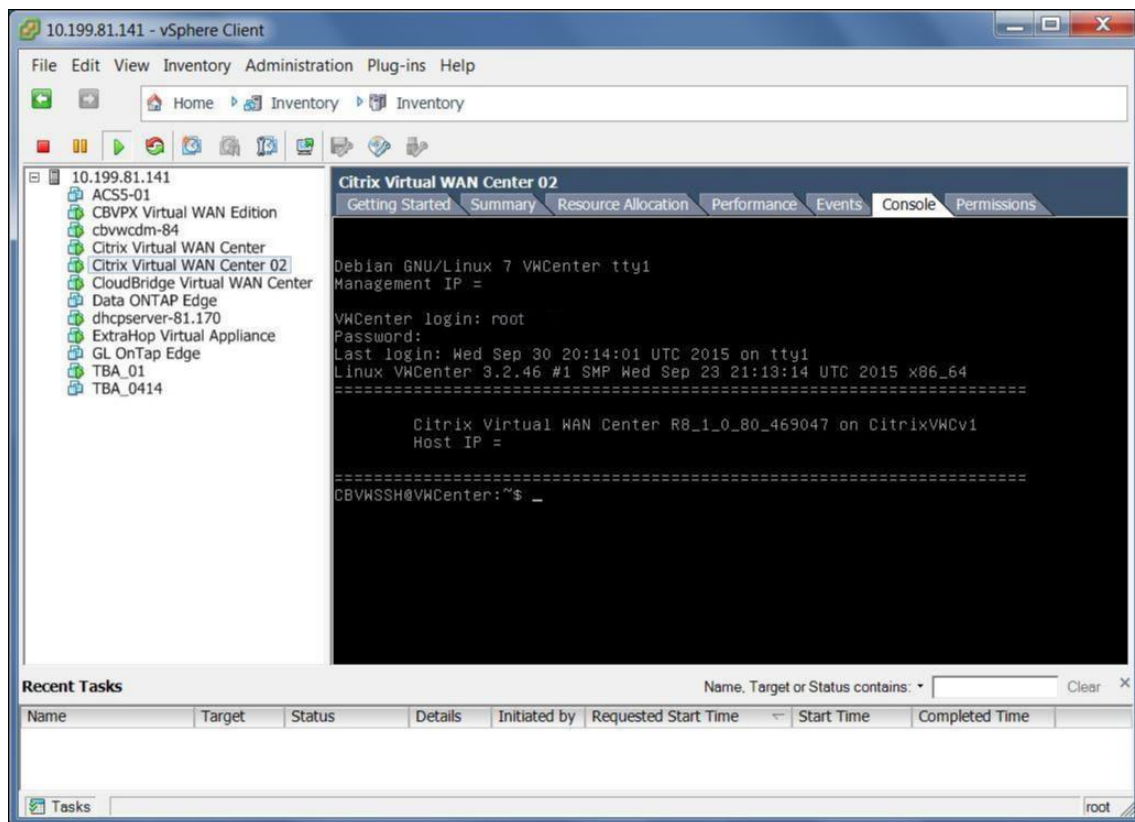 10.199.81.141 - vSphere Client
File Edit View Inventory Administration Plug-ins Help
Home Inventory Inventory
10.199.81.141
ACS5-01
CBVPX Virtual WAN Edition
cbvwcdm-84
Citrix Virtual WAN Center
Citrix Virtual WAN Center 02
CloudBridge Virtual WAN Center
Data ONTAP Edge
dhcpserver-81.170
ExtraHop Virtual Appliance
GL OnTap Edge
TBA_01
TBA_0414
Citrix Virtual WAN Center 02
Getting Started Summary Resource Allocation Performance Events Console Permissions
Debian GNU/Linux 7 VWCenter tty1
Management IP =
VWCenter login: root
Password:
Last login: Wed Sep 30 20:14:01 UTC 2015 on tty1
Linux VWCenter 3.2.46 #1 SMP Wed Sep 23 21:13:14 UTC 2015 x86_64
======================================================================
Citrix Virtual WAN Center R8_1_0_80_469047 on CitrixVWCv1
Host IP =
======================================================================
CBVWSSH@VWCenter:~$ _
Recent Tasks Name, Target or Status contains: Clear ×
Name Target Status Details Initiated by Requested Start Time Start Time Completed Time
Tasks root